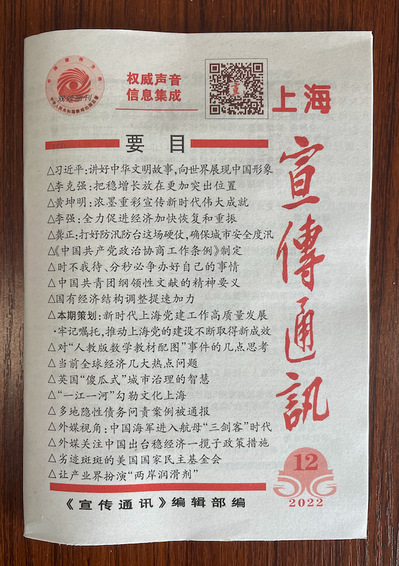 双效期刊
权威声音
信息集成
上海
宣傳通訊
要目
△习近平:讲好中华文明故事,向世界展现中国形象
△李克强:把稳增长放在更加突出位置
△黄坤明:浓墨重彩宣传新时代伟大成就
△李强:全力促进经济加快恢复和重振
△龚正:打好防汛防台这场硬仗,确保城市安全度汛
△《中国共产党政治协商工作条例》制定
△时不我待、分秒必争办好自己的事情
△中国共青团纲领性文献的精神要义
△国有经济结构调整提速加力
△本期策划:新时代上海党建工作高质量发展
·牢记嘱托,推动上海党的建设不断取得新成效
△对“人教版数学教材配图”事件的几点思考
△当前全球经济几大热点问题
△英国“傻瓜式”城市治理的智慧
△“一江一河”勾勒文化上海
△多地隐性债务问责案例被通报
△外媒视角:中国海军进入航母“三剑客”时代
△外媒关注中国出台稳经济一揽子政策措施
△劣迹斑斑的美国国家民主基金会
△让产业界扮演“两岸润滑剂”
12
2022
《宣传通讯》编辑部编